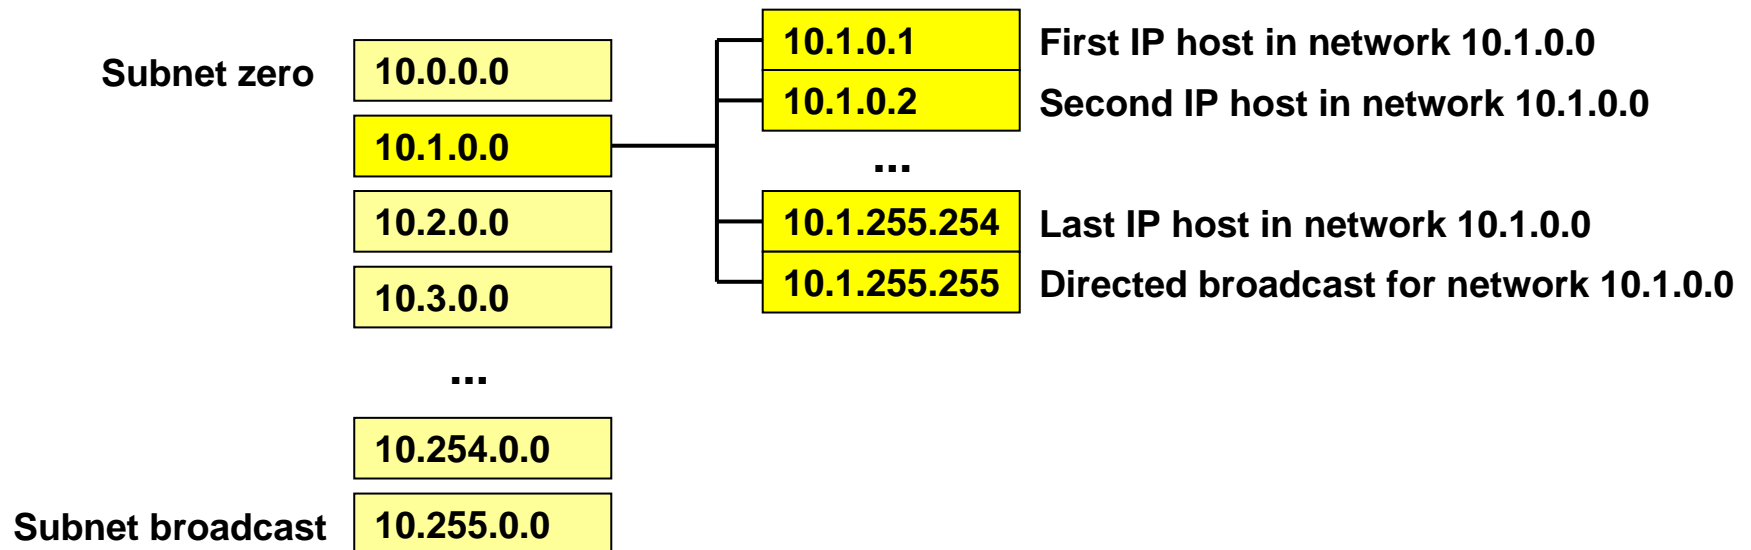 Subnet zero
10.0.0.0
10.1.0.0
10.2.0.0
10.3.0.0
...
10.254.0.0
Subnet broadcast
10.255.0.0
10.1.0.1 First IP host in network 10.1.0.0
10.1.0.2 Second IP host in network 10.1.0.0
...
10.1.255.254 Last IP host in network 10.1.0.0
10.1.255.255 Directed broadcast for network 10.1.0.0